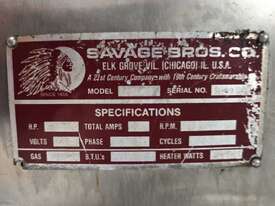 SAVAGE BROS. CO.
ELK GROVE VIL. (CHICAGO) IL. U.S.A.
A 21st Century Company with 19th Century Craftsmanship
SINCE 1855
MODEL SERIAL NO.
SPECIFICATIONS
H.P. TOTAL AMPS R.P.M.
VOLTS PHASE CYCLES
GAS B.T.U's HEATER WATTS